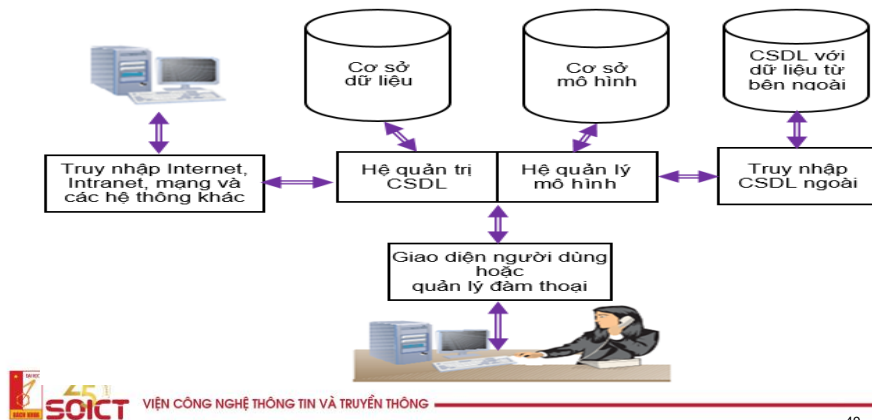 Cơ sở
dữ liệu
Cơ sở
mô hình
CSDL với
dữ liệu từ
bên ngoài
Truy nhập Internet,
Intranet, mạng và
các hệ thông khác
Hệ quản trị
CSDL
Hệ quản lý
mô hình
Truy nhập
CSDL ngoài
Giao diện người dùng
hoặc
quản lý đàm thoại
SOICT
VIỆN CÔNG NGHỆ THÔNG TIN VÀ TRUYỀN THÔNG